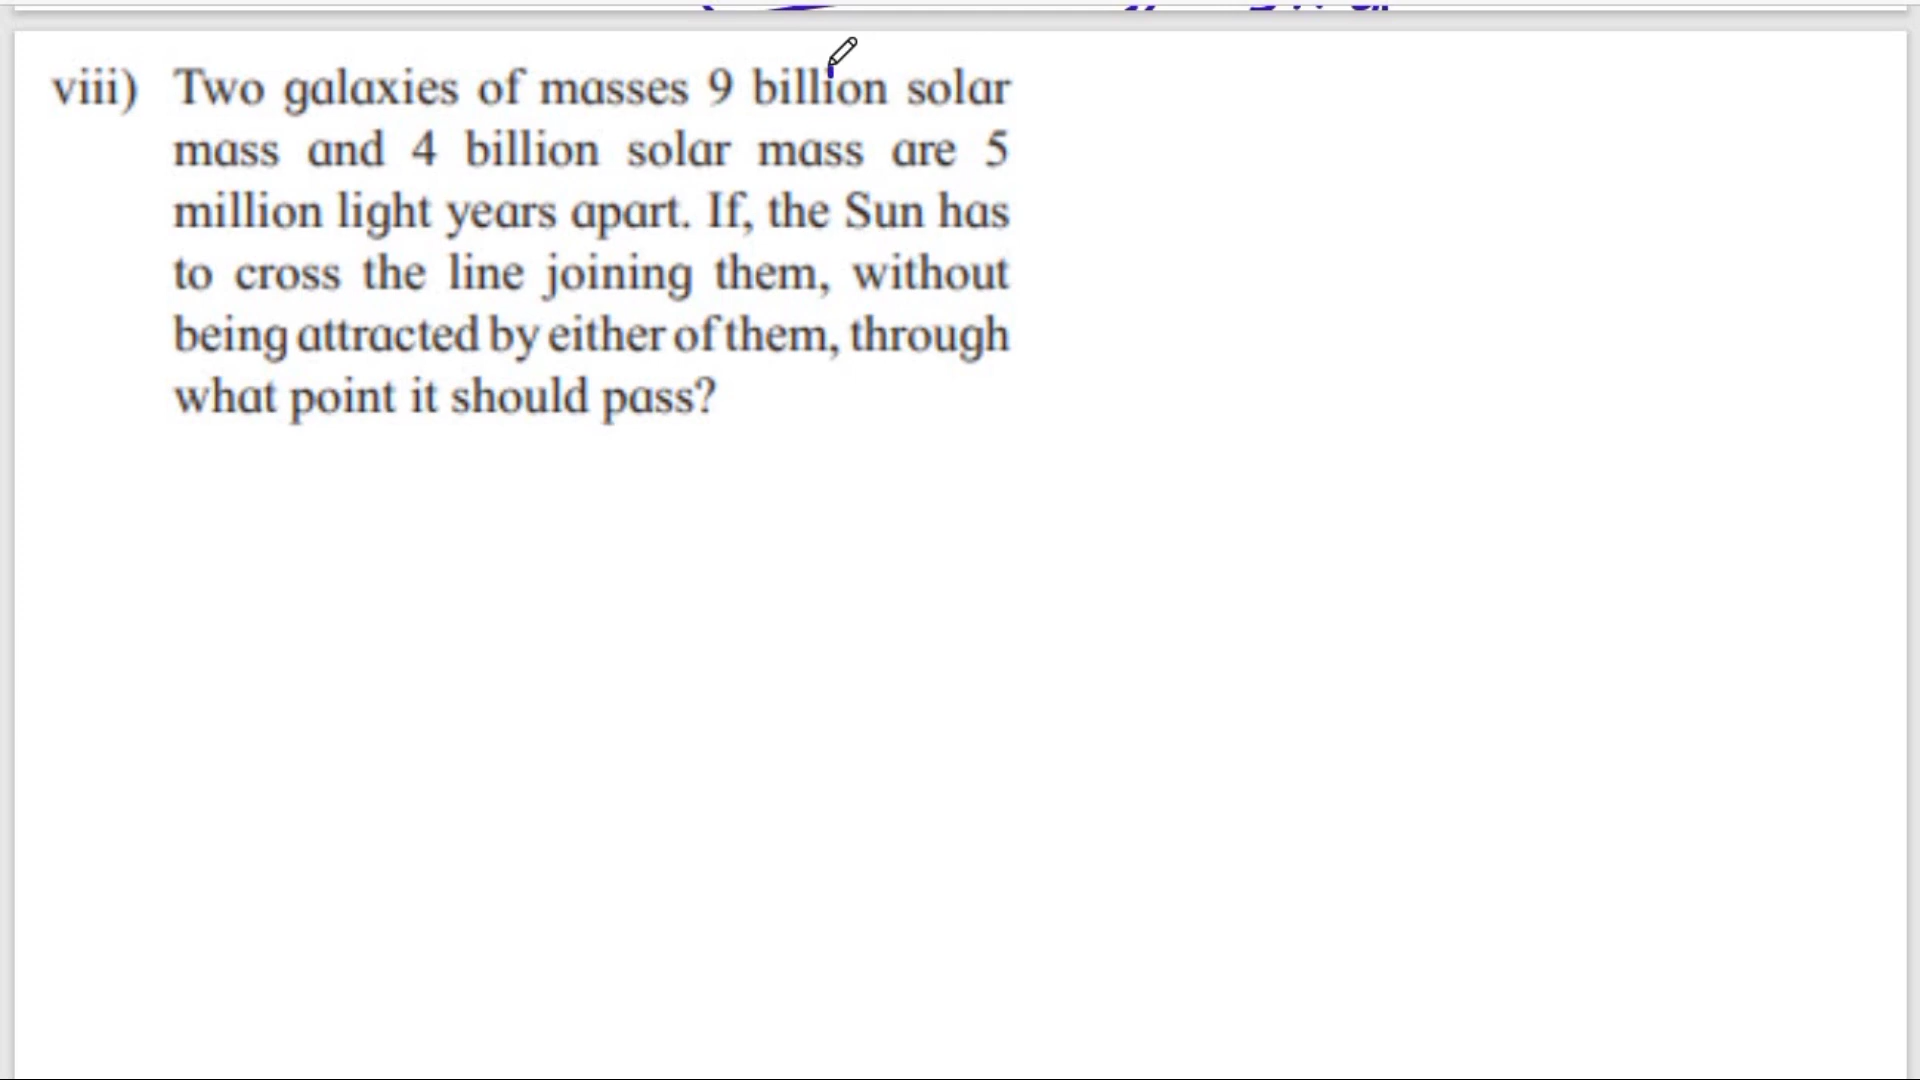 viii) Two galaxies of masses 9 billion solar
mass and 4 billion solar mass are 5
million light years apart. If, the Sun has
to cross the line joining them, without
being attracted by either of them, through
what point it should pass?